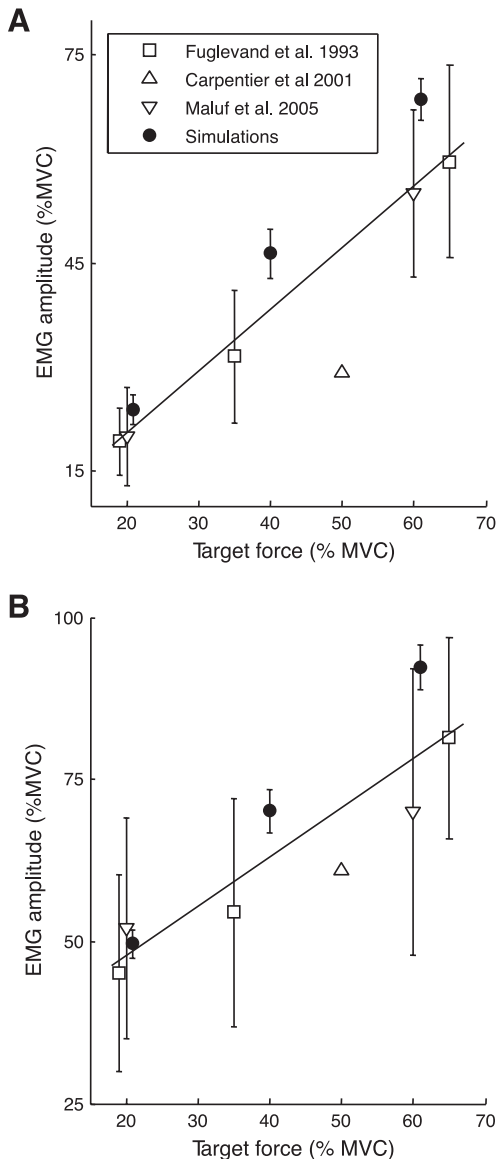 A
75
Fuglevand et al. 1993
Carpentier et al 2001
Maluf et al. 2005
Simulations
45
15
EMG amplitude (%MVC)
20 30 40 50 60 70
Target force (% MVC)
B
100
75
50
25
EMG amplitude (%MVC)
20 30 40 50 60 70
Target force (% MVC)